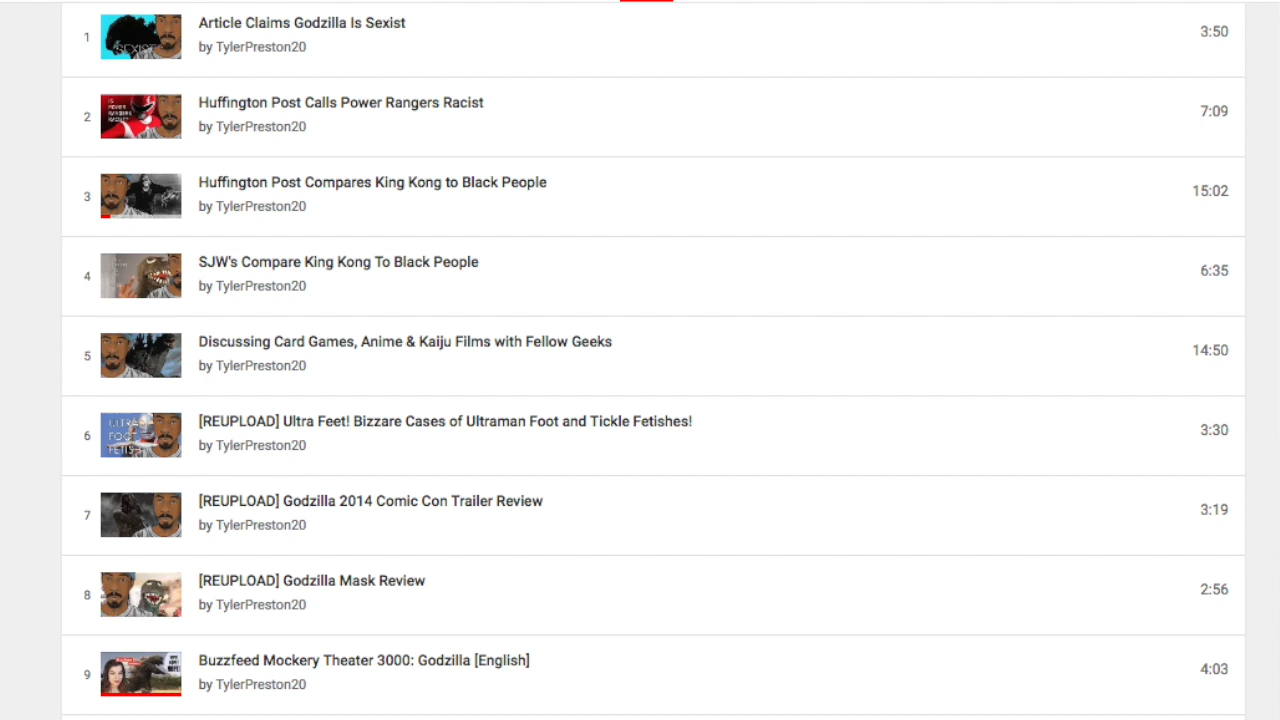 1
Article Claims Godzilla Is Sexist
by TylerPreston20
3:50
2
Huffington Post Calls Power Rangers Racist
by TylerPreston20
7:09
3
Huffington Post Compares King Kong to Black People
by TylerPreston20
15:02
4
SJW's Compare King Kong To Black People
by TylerPreston20
6:35
5
Discussing Card Games, Anime & Kaiju Films with Fellow Geeks
by TylerPreston20
14:50
ULTRA
FOOT
FETISH
6
[REUPLOAD] Ultra Feet! Bizzare Cases of Ultraman Foot and Tickle Fetishes!
by TylerPreston20
3:30
7
[REUPLOAD] Godzilla 2014 Comic Con Trailer Review
by TylerPreston20
3:19
8
[REUPLOAD] Godzilla Mask Review
by TylerPreston20
2:56
9
Buzzfeed Mockery Theater 3000: Godzilla [English]
by TylerPreston20
4:03